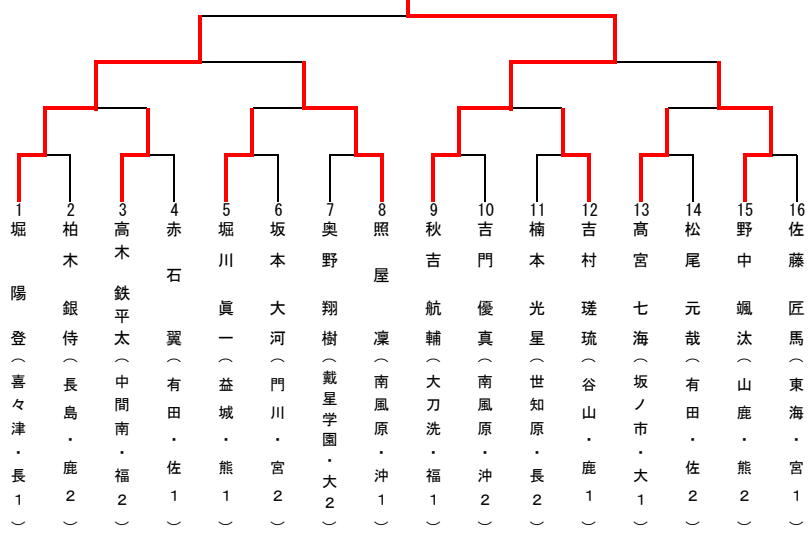 1
堀 陽 登(喜々津・長1)
2
柏木 銀侍(長島・鹿2)
3
高木 鉄平太(中間南・福2)
4
赤石 翼(有田・佐1)
5
堀川 眞一(益城・熊1)
6
坂本 大河(門川・宮2)
7
奥野 翔樹(戴星学園・大2)
8
照屋 凜(南風原・沖1)
9
秋吉 航輔(大刀洗・福1)
10
吉門 優真(南風原・沖2)
11
楠本 光星(世知原・長2)
12
吉村 瑳琉(谷山・鹿1)
13
髙宮 七海(坂ノ市・大1)
14
松尾 元哉(有田・佐2)
15
野中 颯汰(山鹿・熊2)
16
佐藤 匠馬(東海・宮1)